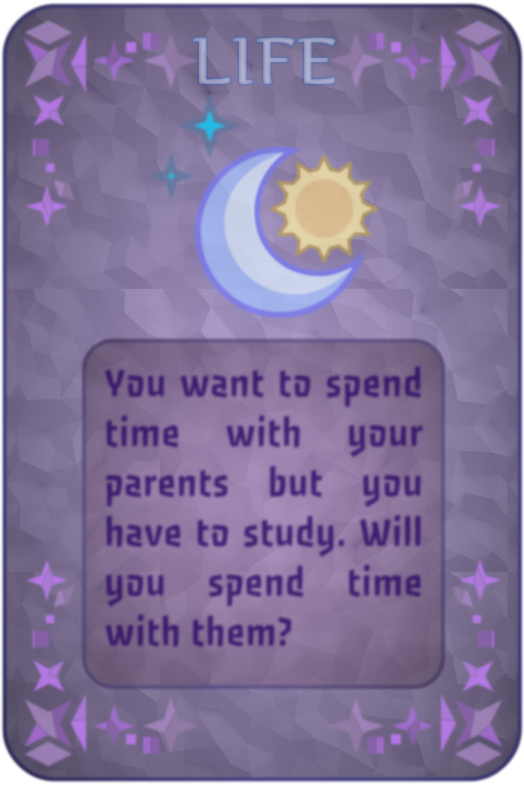 LIFE
You want to spend
time with your
parents but you
have to study. Will
you spend time
with them?